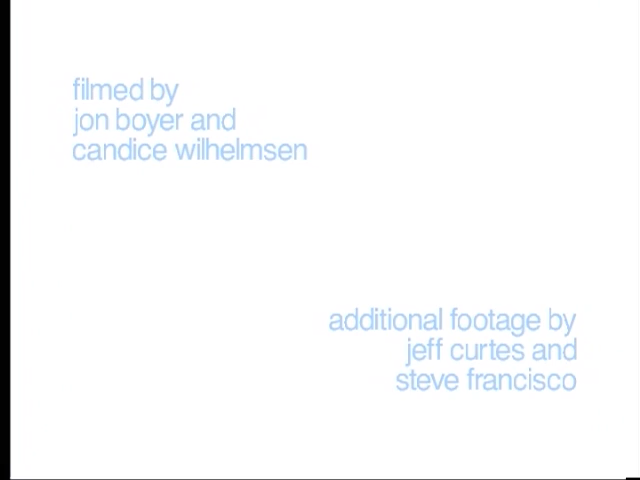 filmed by
jon boyer and
candice wilhelmsen
additional footage by
jeff curtes and
steve francisco